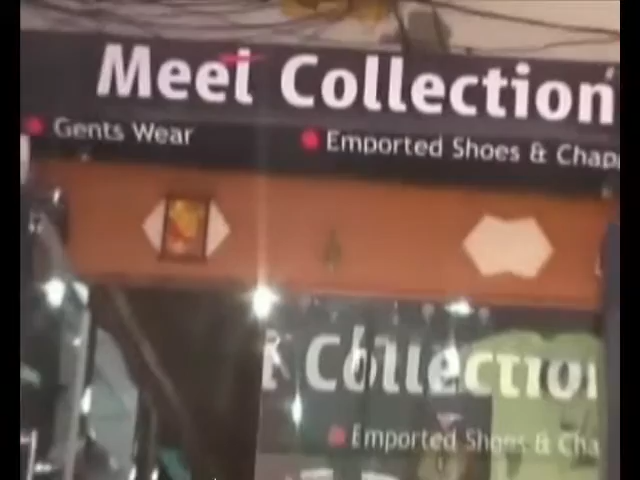 Meet Collection
Gents Wear
Emported Shoes & Chap
Collection
Emported Shoes & Cha